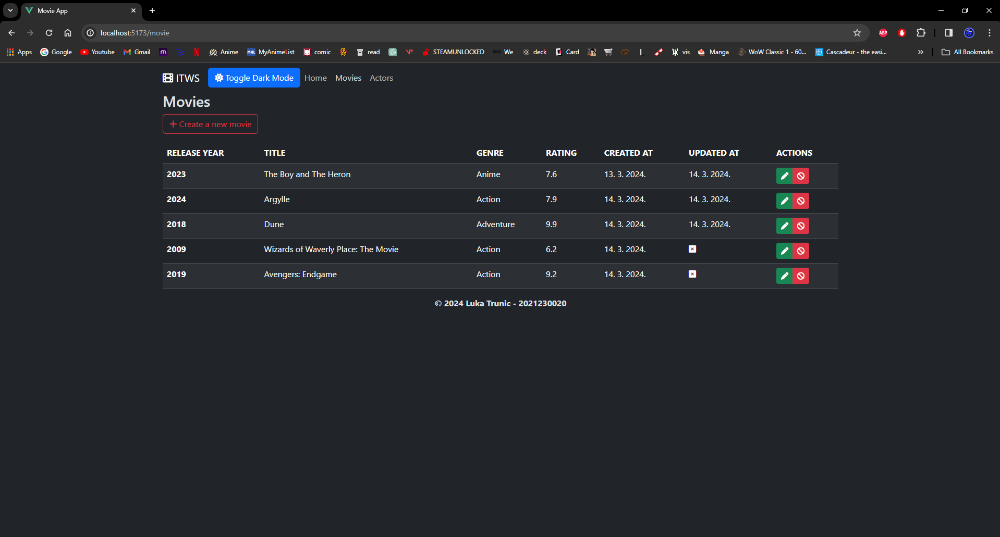 Movie App
localhost:5173/movie
ABP
Apps Google Youtube Gmail m Anime MAL MyAnimeList comic read STEAMUNLOCKED We deck Card vis Manga WoW Classic 1 - 60... Cascadeur - the easi... All Bookmarks
ITWS Toggle Dark Mode Home Movies Actors
Movies
+ Create a new movie
RELEASE YEAR TITLE GENRE RATING CREATED AT UPDATED AT ACTIONS
2023 The Boy and The Heron Anime 7.6 13. 3. 2024. 14. 3. 2024.
2024 Argylle Action 7.9 14. 3. 2024. 14. 3. 2024.
2018 Dune Adventure 9.9 14. 3. 2024. 14. 3. 2024.
2009 Wizards of Waverly Place: The Movie Action 6.2 14. 3. 2024.
2019 Avengers: Endgame Action 9.2 14. 3. 2024.
© 2024 Luka Trunic - 2021230020